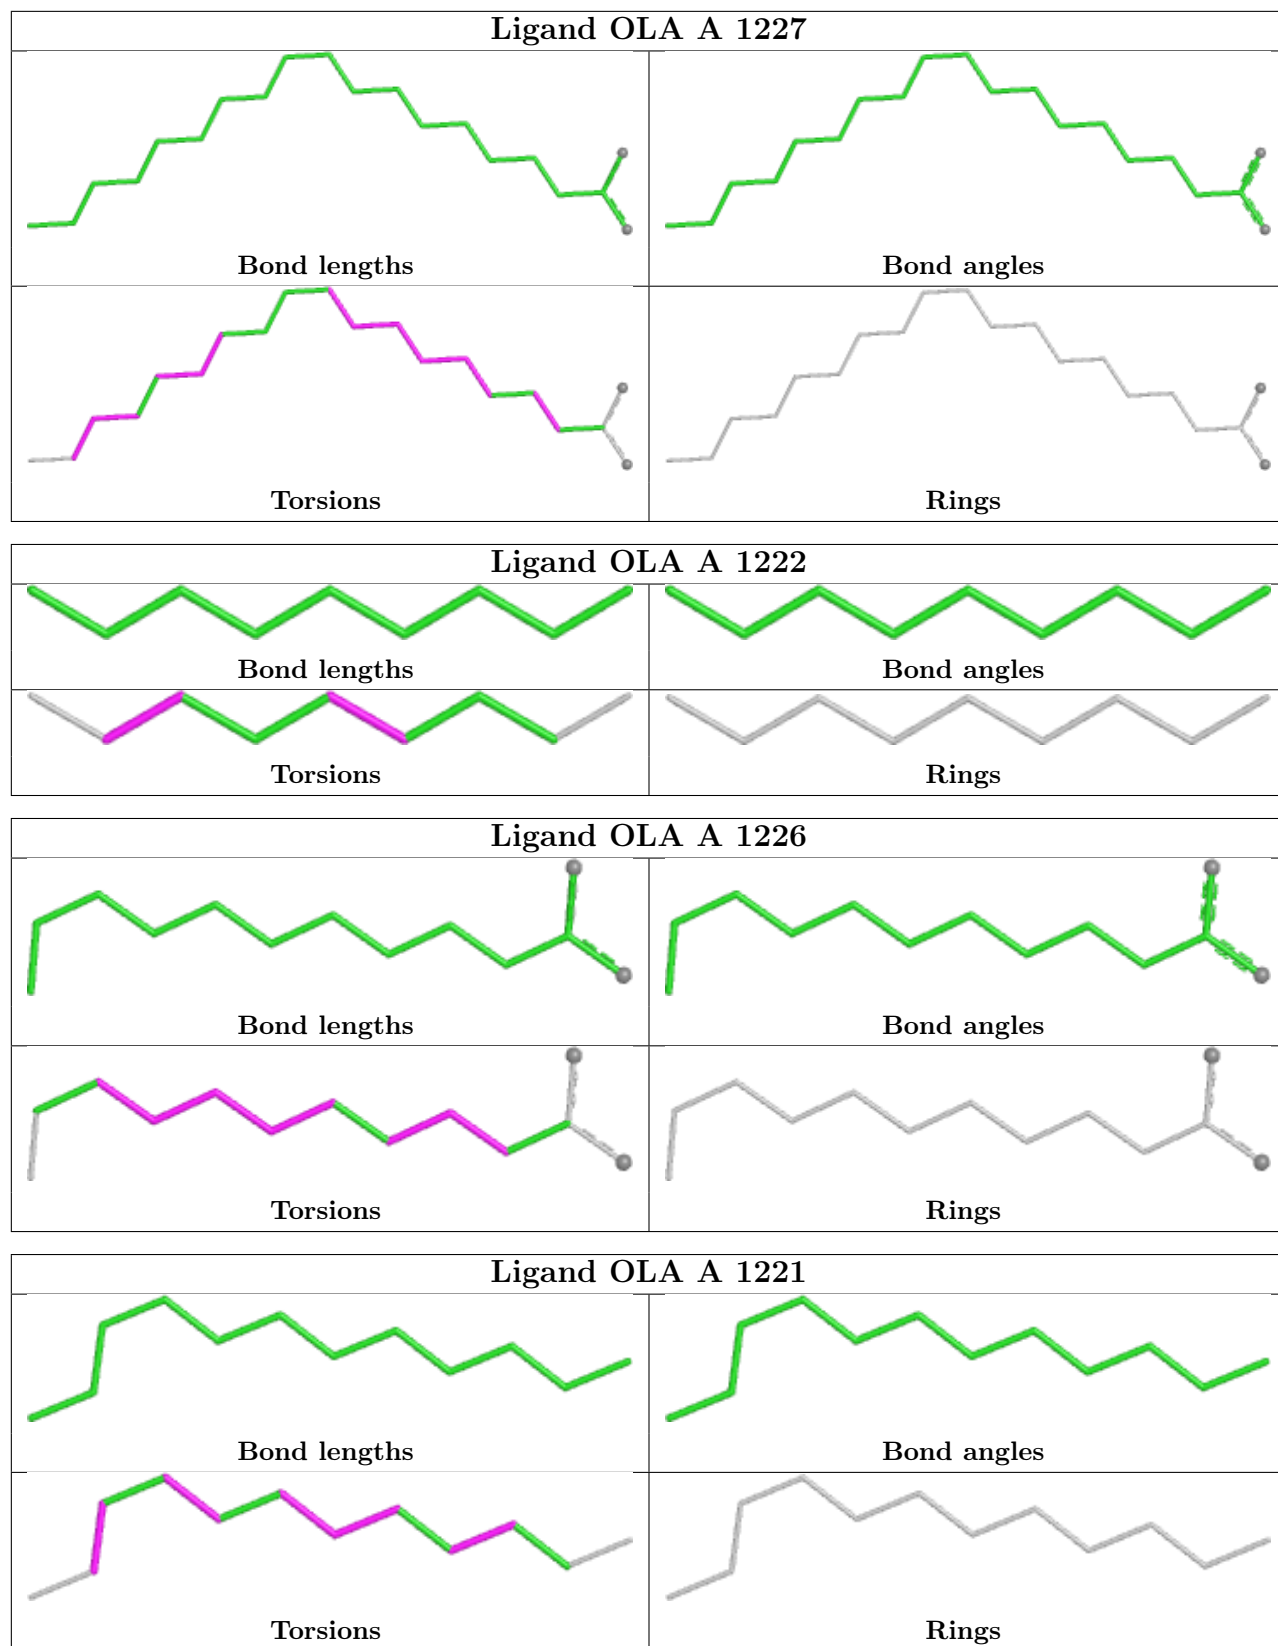 Ligand OLA A 1227
Bond lengths
Bond angles
Torsions
Rings
Ligand OLA A 1222
Bond lengths
Bond angles
Torsions
Rings
Ligand OLA A 1226
Bond lengths
Bond angles
Torsions
Rings
Ligand OLA A 1221
Bond lengths
Bond angles
Torsions
Rings